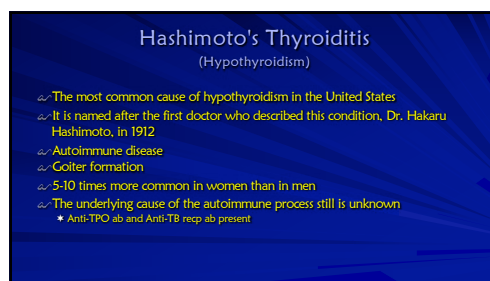 Hashimoto's Thyroiditis
(Hypothyroidism)
The most common cause of hypothyroidism in the United States
It is named after the first doctor who described this condition, Dr. Hakaru
Hashimoto, in 1912
Autoimmune disease
Goiter formation
5-10 times more common in women than in men
The underlying cause of the autoimmune process still is unknown
Anti-TPO ab and Anti-TB recp ab present